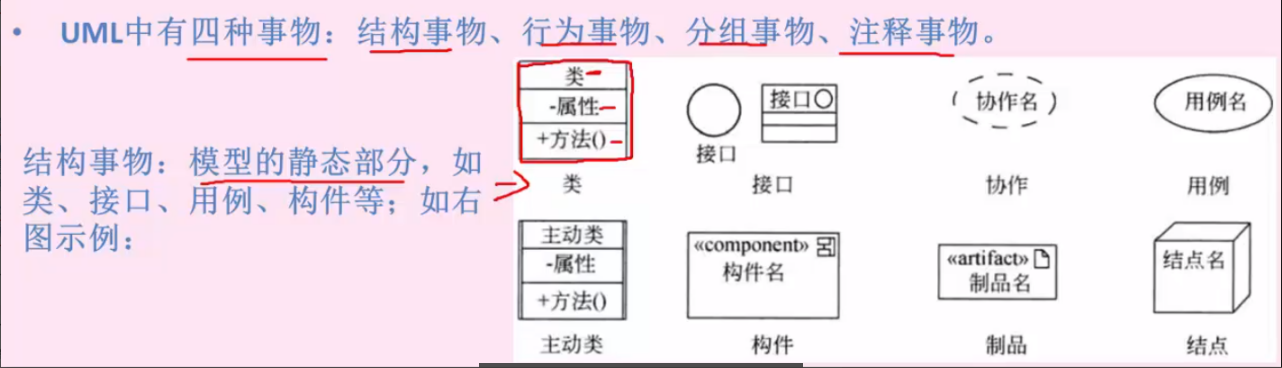 • UML中有四种事物：结构事物、行为事物、分组事物、注释事物。
结构事物：模型的静态部分，如
类、接口、用例、构件等；如右
图示例：
类
-属性
+方法()
类
接口
接口
接口
协作名
协作
用例名
用例
主动类
-属性
+方法()
主动类
«component»
构件名
构件
«artifact»
制品名
制品
结点名
结点